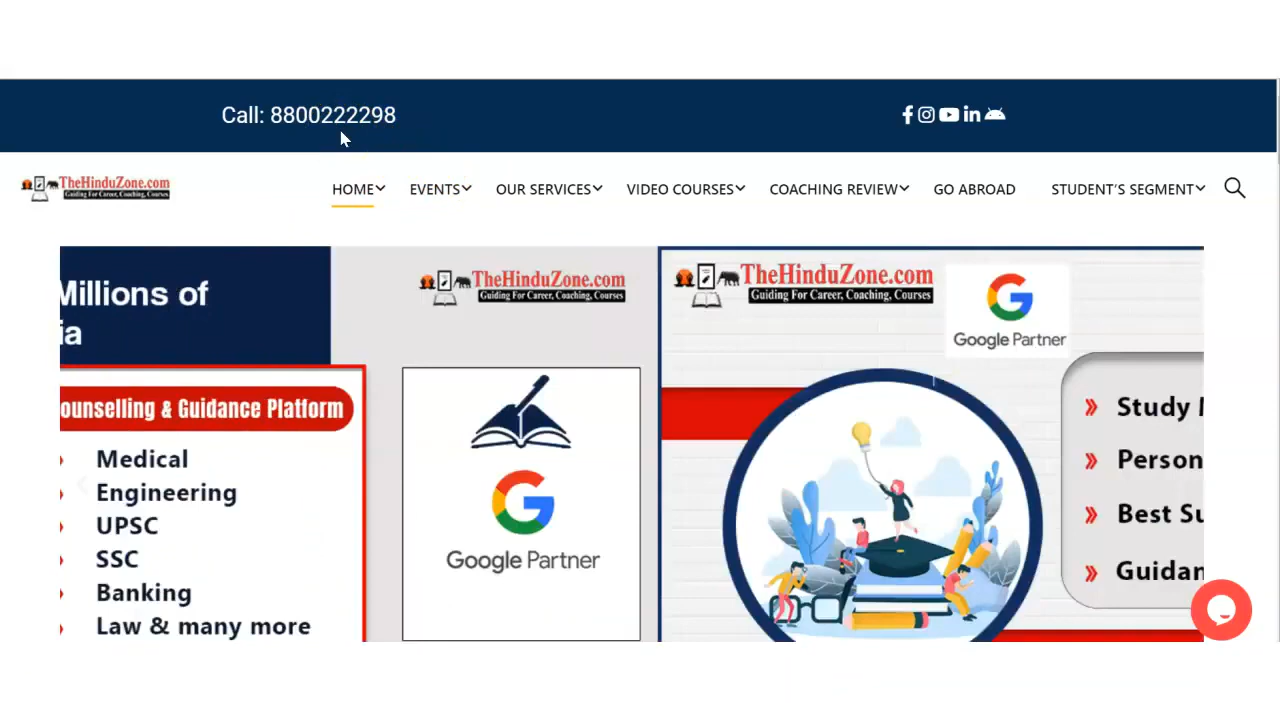 Call: 8800222298
TheHinduZone.com
Guiding For Career, Coaching, Courses
HOME
EVENTS
OUR SERVICES
VIDEO COURSES
COACHING REVIEW
GO ABROAD
STUDENT'S SEGMENT
Millions of
ia
ounselling & Guidance Platform
Medical
Engineering
UPSC
SSC
Banking
Law & many more
TheHinduZone.com
Guiding For Career, Coaching, Courses
Google Partner
TheHinduZone.com
Guiding For Career, Coaching, Courses
Google Partner
Study
Person
Best Su
Guidan